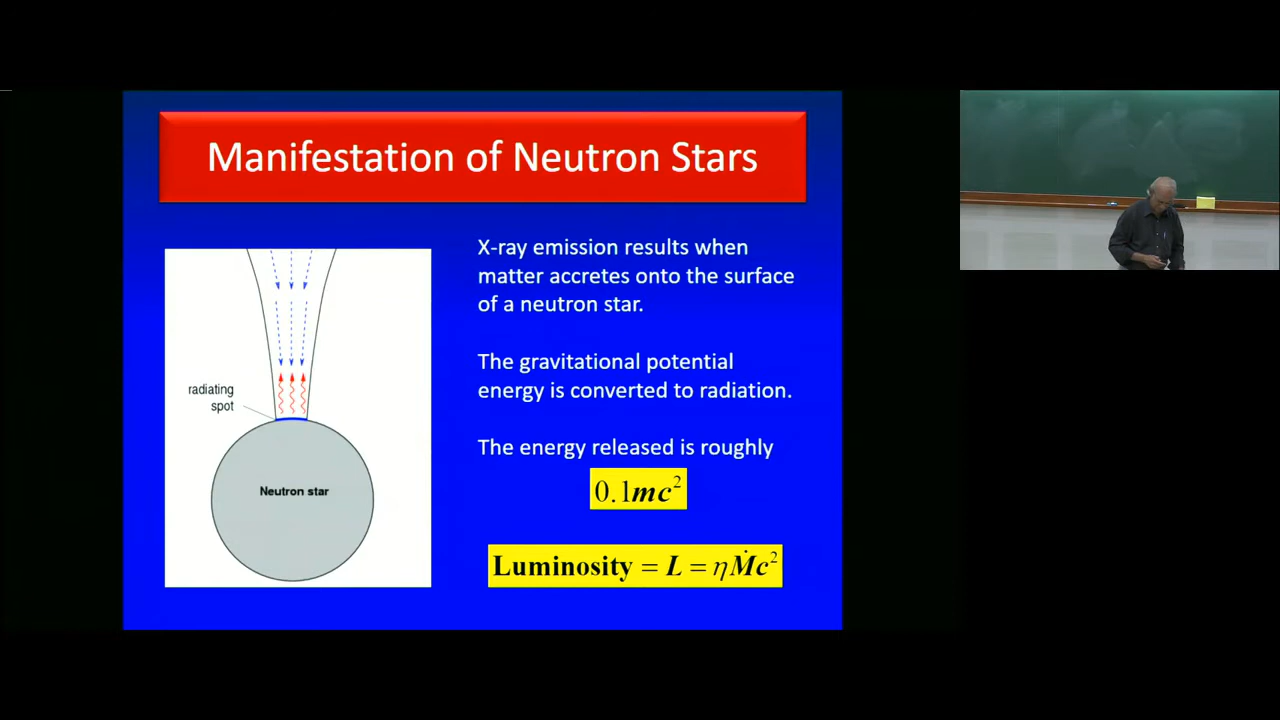 Manifestation of Neutron Stars
X-ray emission results when
matter accretes onto the surface
of a neutron star.
The gravitational potential
energy is converted to radiation.
The energy released is roughly
0.1mc²
Luminosity = L = ηṀc²
radiating
spot
Neutron star